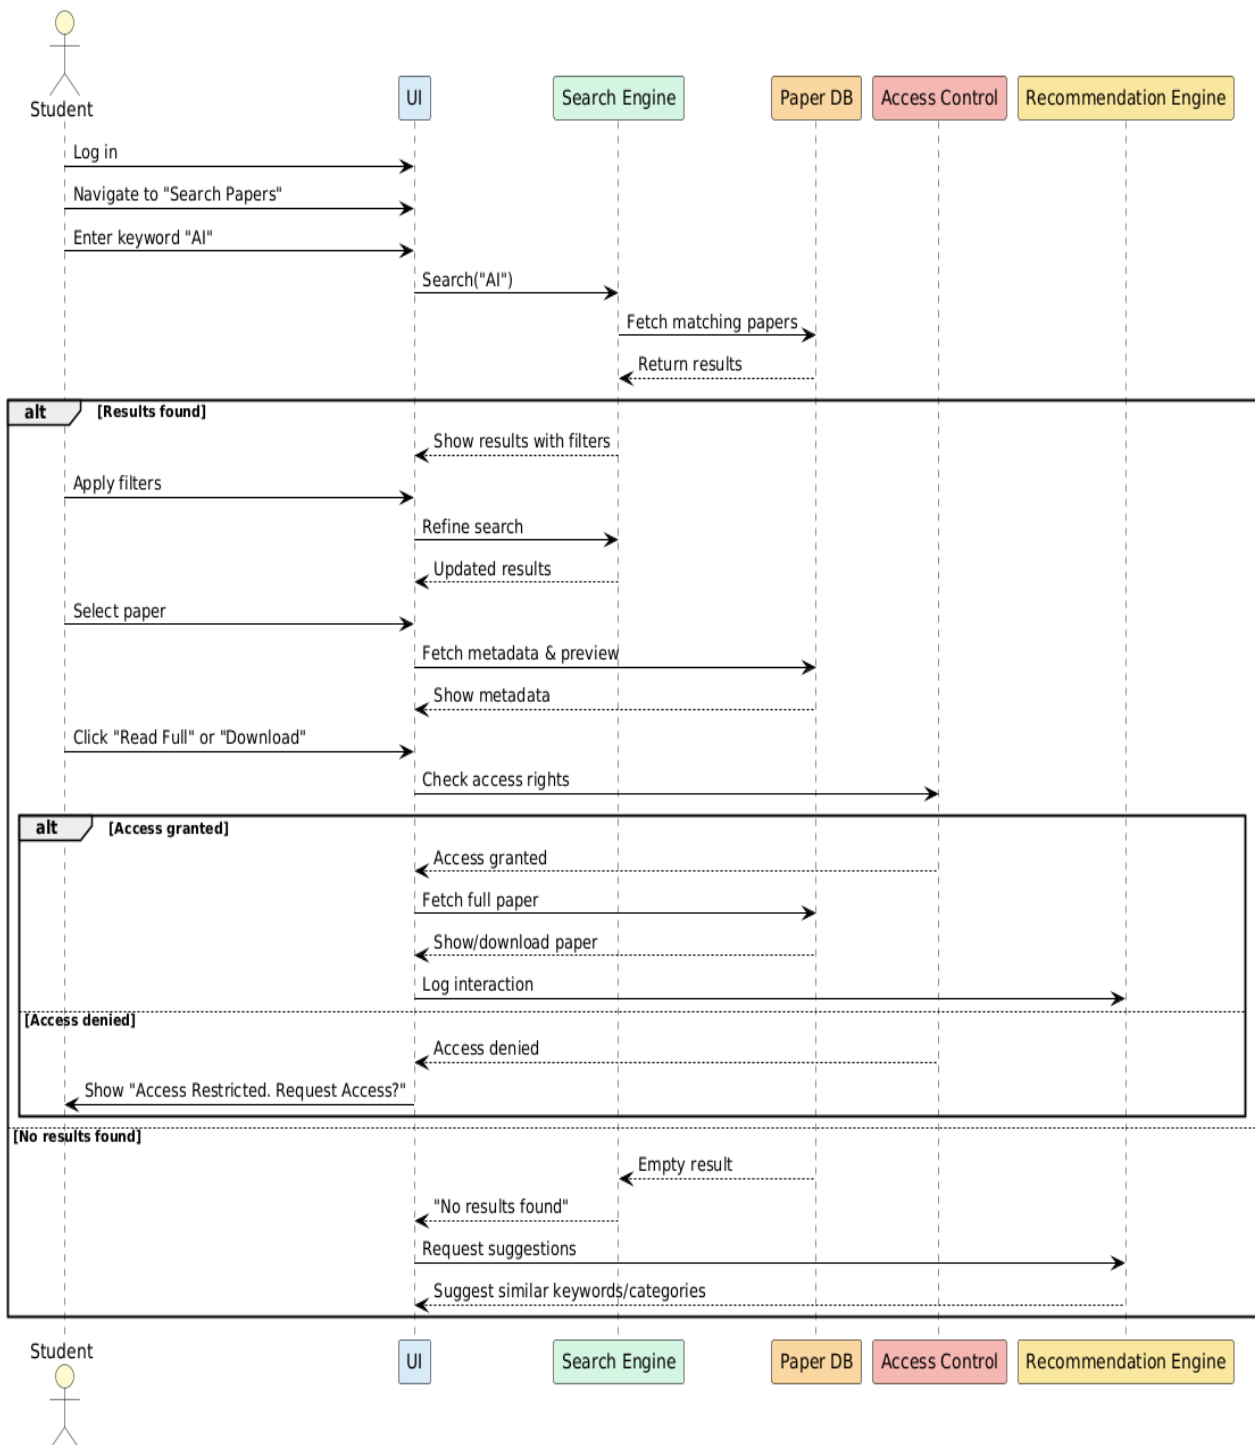 Student
UI
Search Engine
Paper DB
Access Control
Recommendation Engine
Log in
Navigate to "Search Papers"
Enter keyword "AI"
Search("AI")
Fetch matching papers
Return results
alt [Results found]
Show results with filters
Apply filters
Refine search
Updated results
Select paper
Fetch metadata & preview
Show metadata
Click "Read Full" or "Download"
Check access rights
alt [Access granted]
Access granted
Fetch full paper
Show/download paper
Log interaction
[Access denied]
Access denied
Show "Access Restricted. Request Access?"
[No results found]
Empty result
"No results found"
Request suggestions
Suggest similar keywords/categories
Student
UI
Search Engine
Paper DB
Access Control
Recommendation Engine